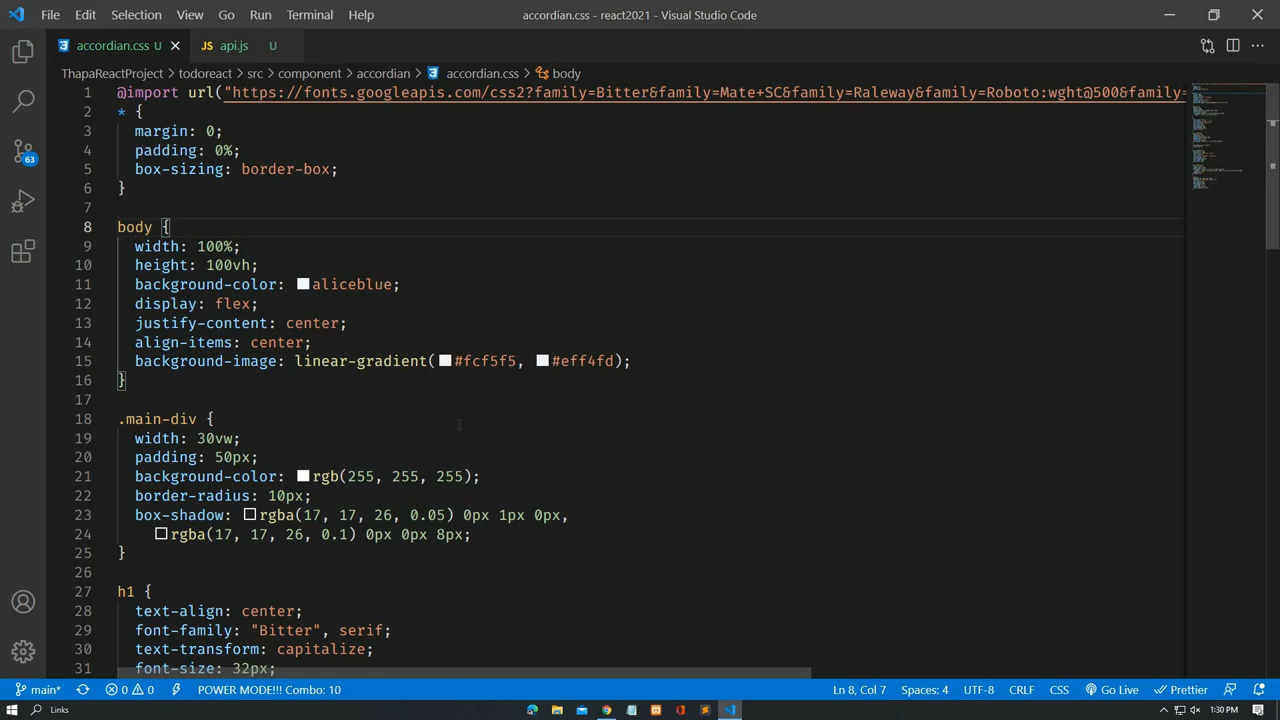 File Edit Selection View Go Run Terminal Help
accordian.css - react2021 - Visual Studio Code
accordian.css U
JS api.js U
ThapaReactProject > todoreact > src > component > accordian > accordian.css > body
1 @import url("https://fonts.googleapis.com/css2?family=Bitter&family=Mate+SC&family=Raleway&family=Roboto:wght@500&family=
2 * {
3 margin: 0;
4 padding: 0%;
5 box-sizing: border-box;
6 }
7
8 body {
9 width: 100%;
10 height: 100vh;
11 background-color: aliceblue;
12 display: flex;
13 justify-content: center;
14 align-items: center;
15 background-image: linear-gradient(#fcf5f5, #eff4fd);
16 }
17
18 .main-div {
19 width: 30vw;
20 padding: 50px;
21 background-color: rgb(255, 255, 255);
22 border-radius: 10px;
23 box-shadow: rgba(17, 17, 26, 0.05) 0px 1px 0px,
24 rgba(17, 17, 26, 0.1) 0px 0px 8px;
25 }
26
27 h1 {
28 text-align: center;
29 font-family: "Bitter", serif;
30 text-transform: capitalize;
31 font-size: 32px;
63
main* 0 0 POWER MODE!!! Combo: 10 Ln 8, Col 7 Spaces: 4 UTF-8 CRLF CSS Go Live Prettier
Links 1:30 PM